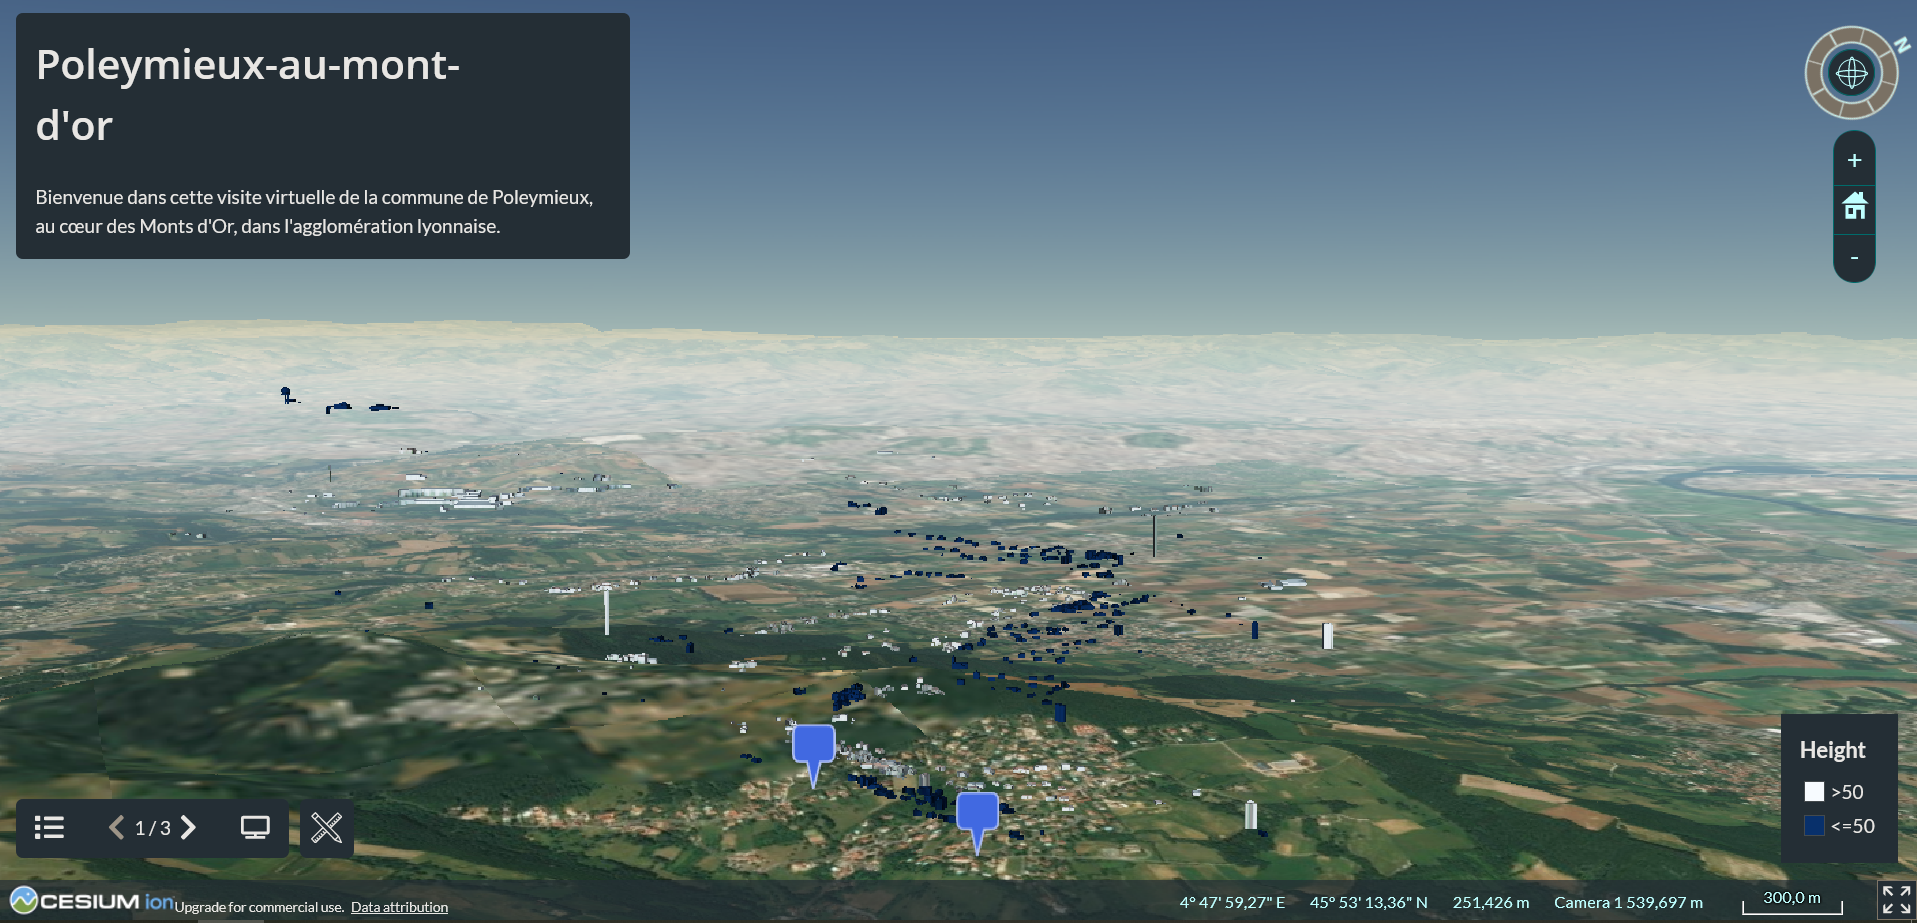 Poleymieux-au-mont-
d'or
Bienvenue dans cette visite virtuelle de la commune de Poleymieux,
au cœur des Monts d'Or, dans l'agglomération lyonnaise.
N
+
-
Height
>50
<=50
1 / 3
CESIUM ion Upgrade for commercial use. Data attribution
4° 47' 59,27" E 45° 53' 13,36" N 251,426 m Camera 1 539,697 m 300,0 m